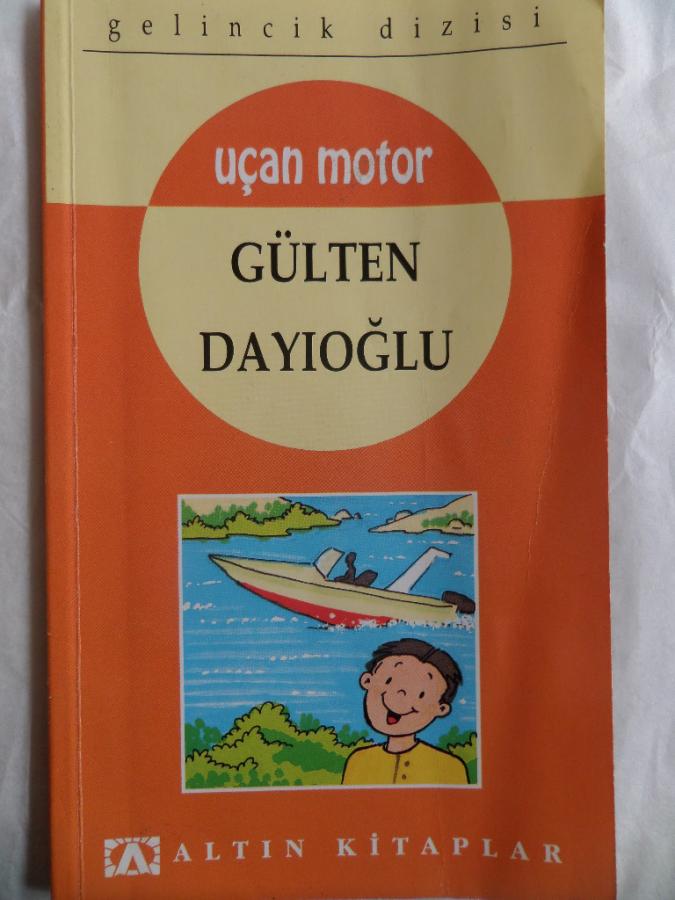 gelincik dizisi
uçan motor
GÜLTEN
DAYIOĞLU
ALTIN KİTAPLAR